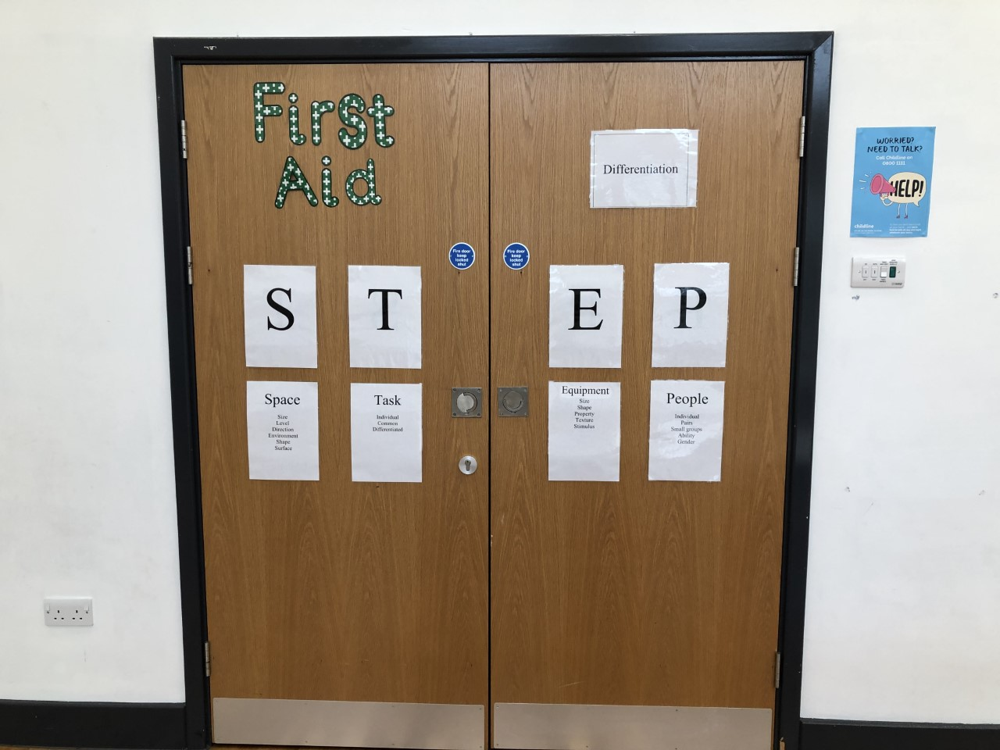 First
Aid
Differentiation
Fire door
keep
locked
shut
Fire door
keep
locked
shut
S
T
E
P
Space
Size
Level
Direction
Environment
Shape
Surface
Task
Individual
Common
Differentiated
Equipment
Size
Shape
Property
Texture
Stimulus
People
Individual
Pairs
Small groups
Ability
Gender
WORRIED?
NEED TO TALK?
Call Childline on
0800 1111
HELP!
childline